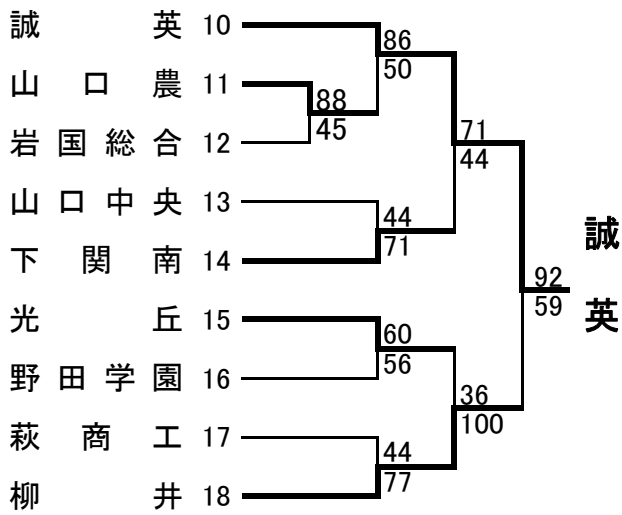 誠英 10
山口農 11
岩国総合 12
山口中央 13
下関南 14
光丘 15
野田学園 16
萩商工 17
柳井 18
86
50
88
45
71
44
44
71
92
59
60
56
36
100
44
77
誠英